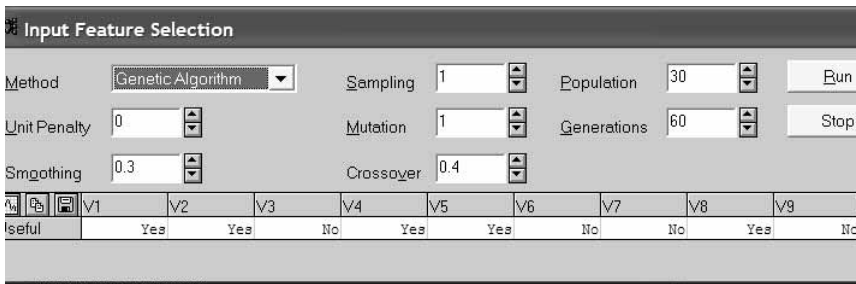 Input Feature Selection
Method Genetic Algorithm Sampling 1 Population 30 Run
Unit Penalty 0 Mutation 1 Generations 60 Stop
Smoothing 0.3 Crossover 0.4
V1 V2 V3 V4 V5 V6 V7 V8 V9
Useful Yes Yes No Yes Yes No No Yes No